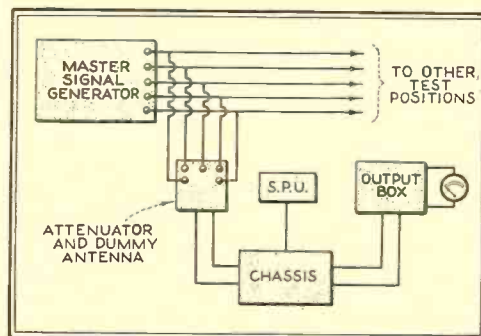 MASTER
SIGNAL
GENERATOR
TO OTHER
TEST
POSITIONS
ATTENUATOR
AND DUMMY
ANTENNA
S.P.U.
OUTPUT
BOX
CHASSIS